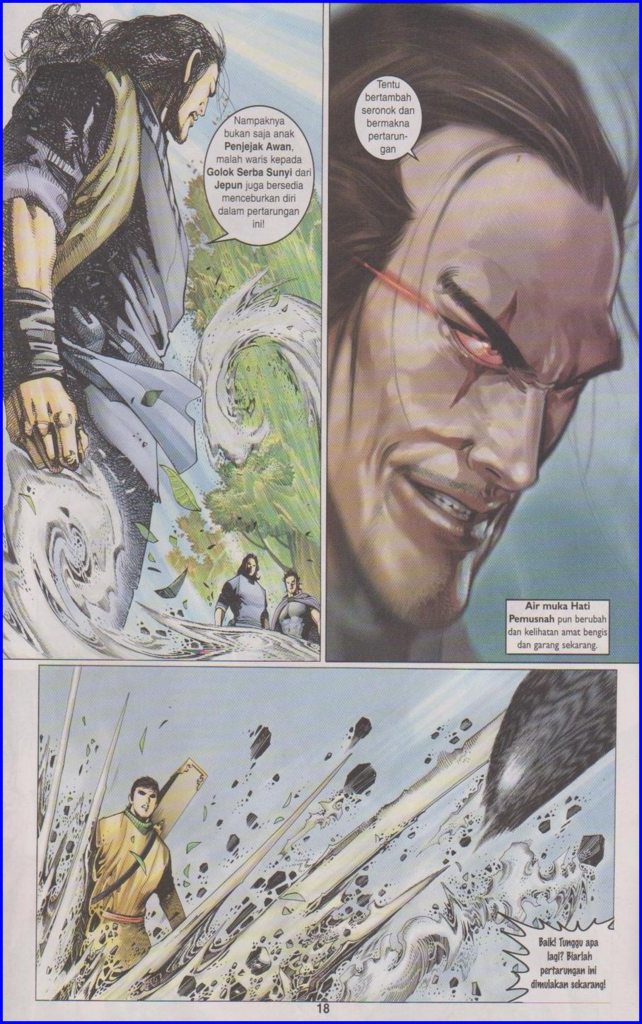 Nampaknya
bukan saja anak
Penjejak Awan,
malah waris kepada
Golok Serba Sunyi dari
Jepun juga bersedia
menceburkan diri
dalam pertarungan
ini!
Tentu
bertambah
seronok dan
bermakna
pertarun-
gan
Air muka Hati
Pemusnah pun berubah
dan kelihatan amat bengis
dan garang sekarang.
Baik! Tunggu apa
lagi? Biarlah
pertarungan ini
dimulakan sekarang!
18